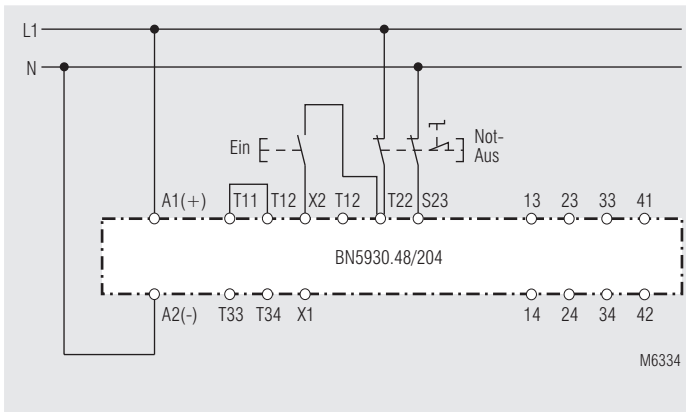 L1
N
Ein
Not-
Aus
A1(+) T11 T12 X2 T12 T22 S23 13 23 33 41
BN5930.48/204
A2(-) T33 T34 X1 14 24 34 42
M6334